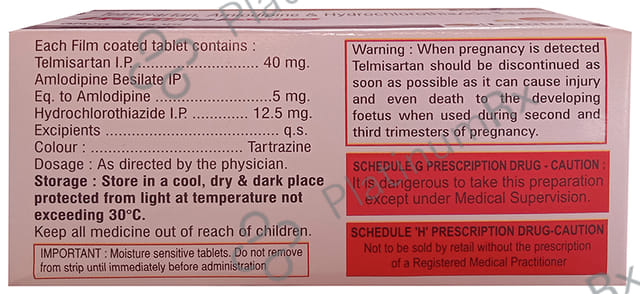 Telmisartan, Amlodipine & Hydrochlorothiazide
Each Film coated tablet contains :
Telmisartan I.P. .......................... 40 mg.
Amlodipine Besilate IP
Eq. to Amlodipine ..........................5 mg.
Hydrochlorothiazide I.P. ............... 12.5 mg.
Excipients ........................................ q.s.
Colour : .................................. Tartrazine
Dosage : As directed by the physician.
Storage : Store in a cool, dry & dark place
protected from light at temperature not
exceeding 30°C.
Keep all medicine out of reach of children.
IMPORTANT : Moisture sensitive tablets. Do not remove
from strip until immediately before administration
Warning : When pregnancy is detected
Telmisartan should be discontinued as
soon as possible as it can cause injury
and even death to the developing
foetus when used during second and
third trimesters of pregnancy.
SCHEDULE G PRESCRIPTION DRUG - CAUTION :
It is dangerous to take this preparation
except under Medical Supervision.
SCHEDULE 'H' PRESCRIPTION DRUG-CAUTION
Not to be sold by retail without the prescription
of a Registered Medical Practitioner
PlatinumRx